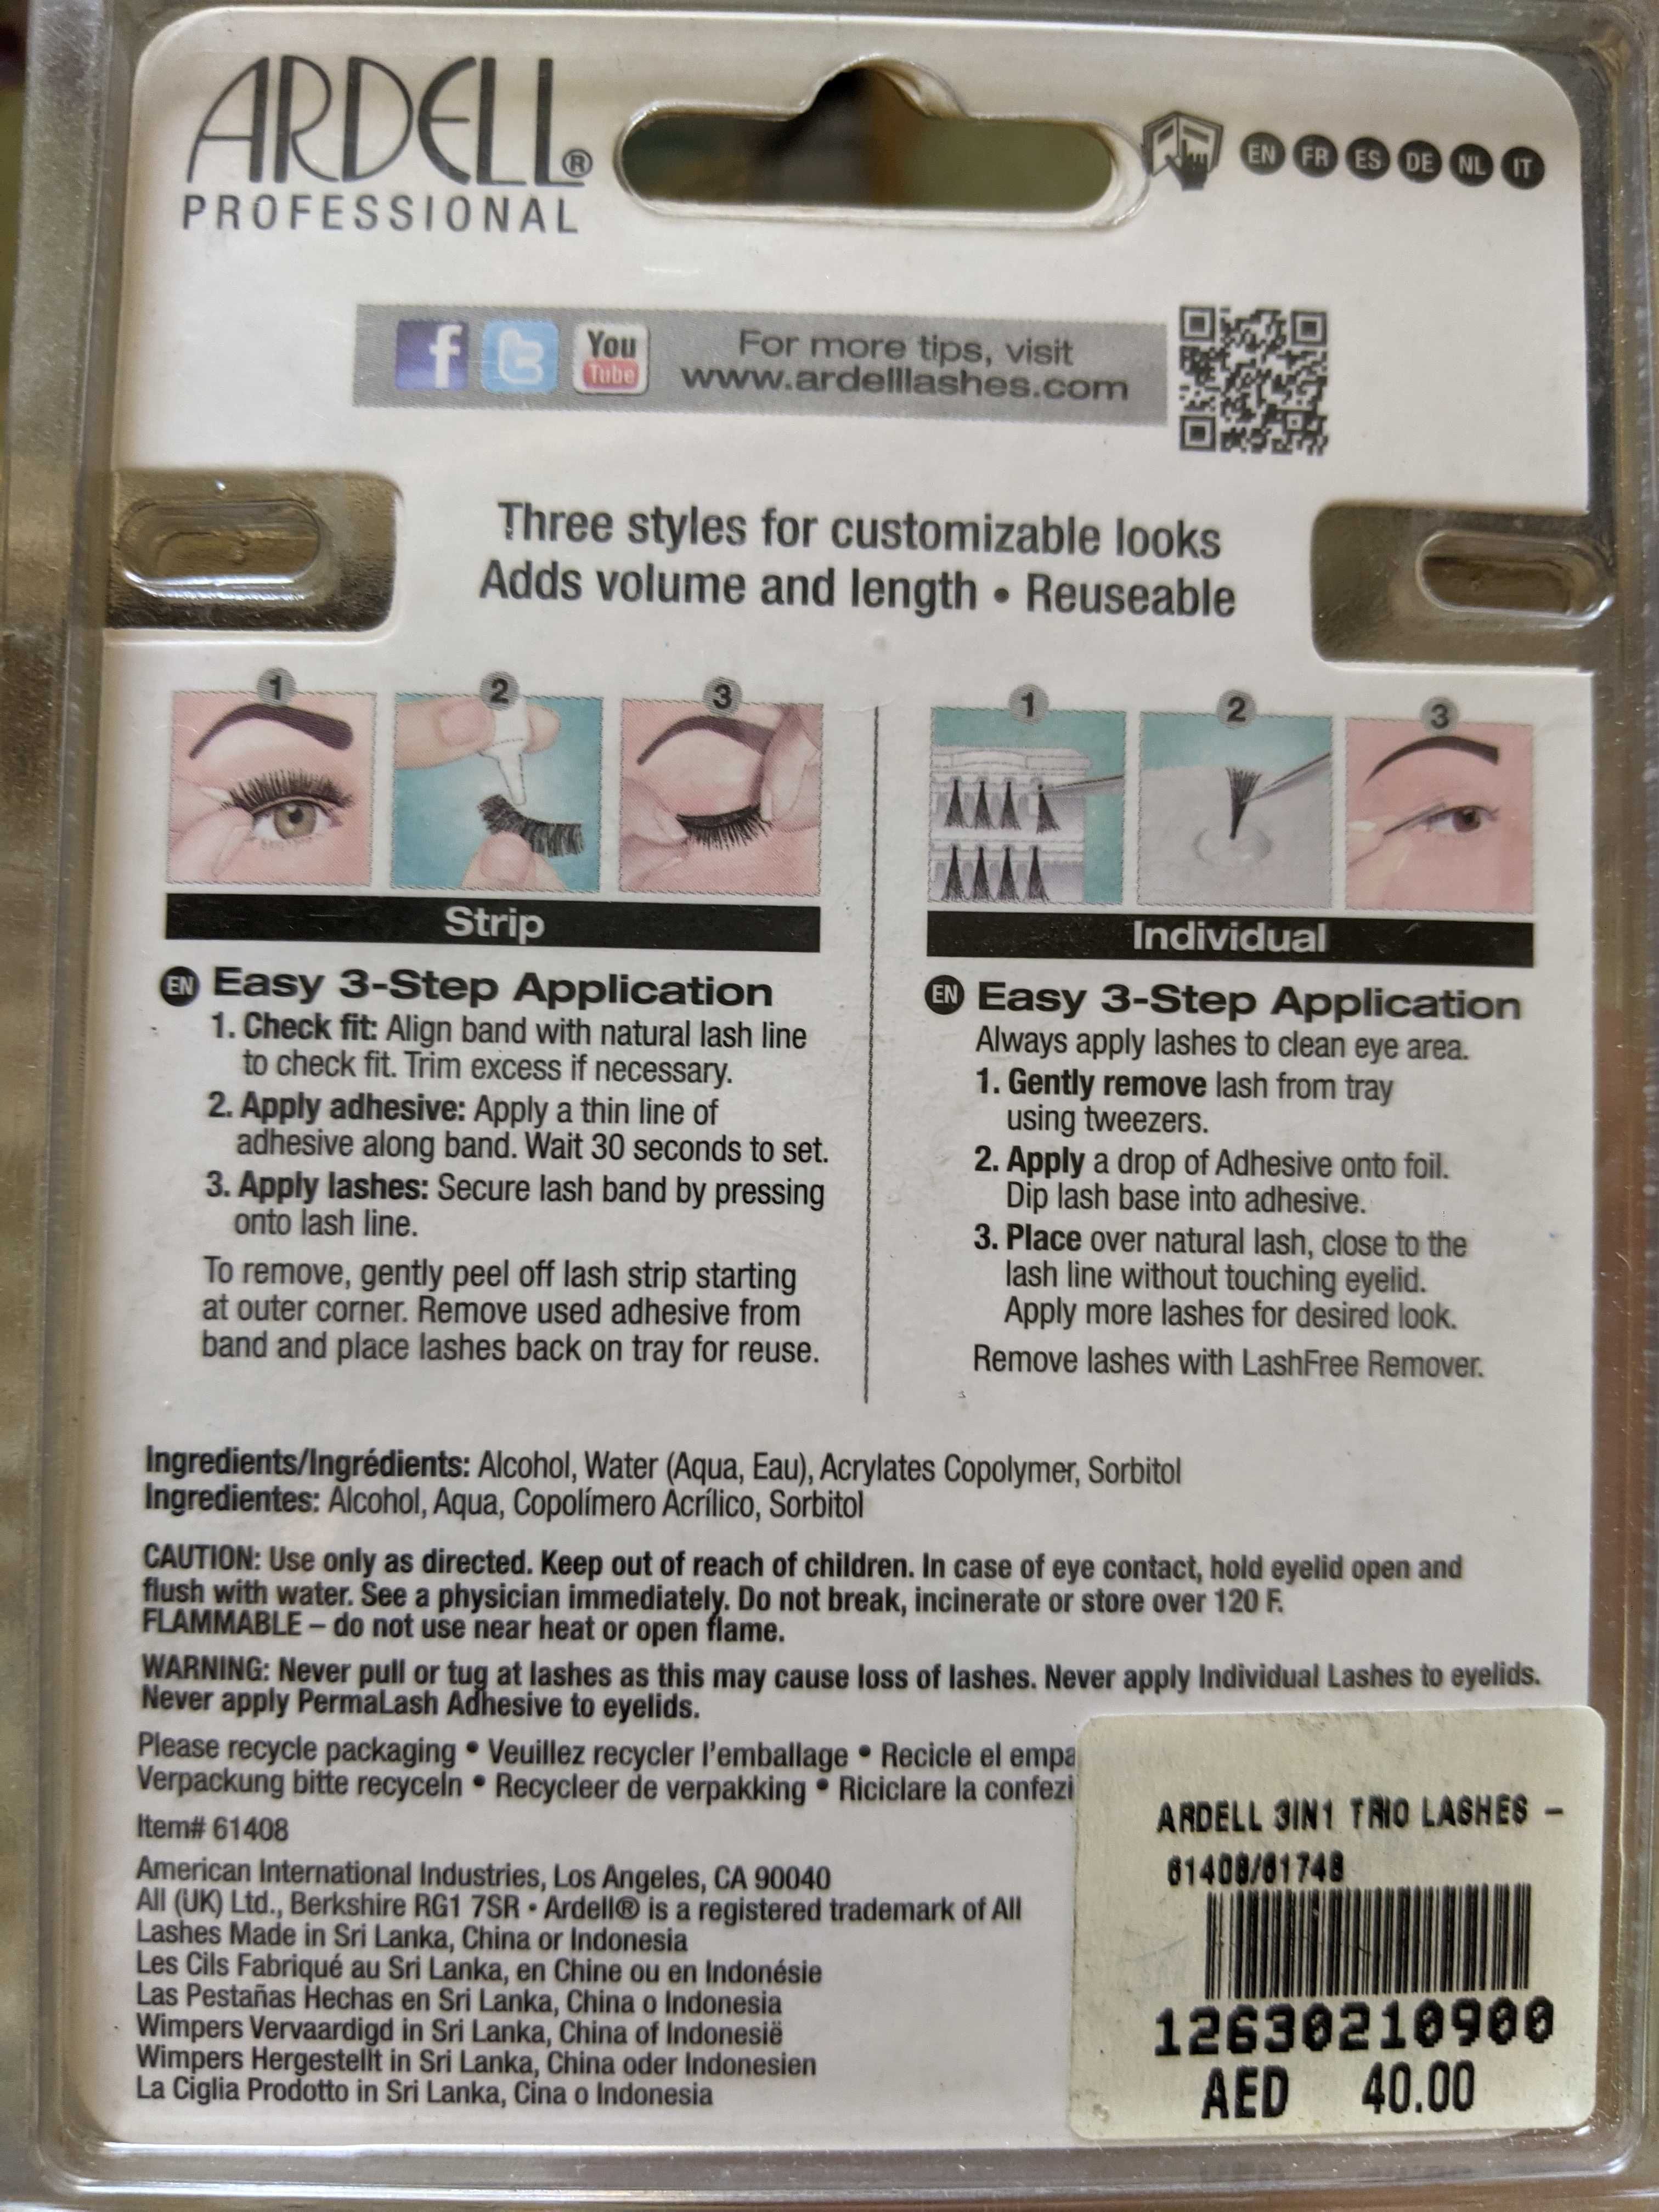 ARDELL®
PROFESSIONAL
EN FR ES DE NL IT
f t You Tube
For more tips, visit
www.ardelllashes.com
Three styles for customizable looks
Adds volume and length • Reuseable
1 2 3
Strip
EN Easy 3-Step Application
1. Check fit: Align band with natural lash line
to check fit. Trim excess if necessary.
2. Apply adhesive: Apply a thin line of
adhesive along band. Wait 30 seconds to set.
3. Apply lashes: Secure lash band by pressing
onto lash line.
To remove, gently peel off lash strip starting
at outer corner. Remove used adhesive from
band and place lashes back on tray for reuse.
1 2 3
Individual
EN Easy 3-Step Application
Always apply lashes to clean eye area.
1. Gently remove lash from tray
using tweezers.
2. Apply a drop of Adhesive onto foil.
Dip lash base into adhesive.
3. Place over natural lash, close to the
lash line without touching eyelid.
Apply more lashes for desired look.
Remove lashes with LashFree Remover.
Ingredients/Ingrédients: Alcohol, Water (Aqua, Eau), Acrylates Copolymer, Sorbitol
Ingredientes: Alcohol, Aqua, Copolímero Acrílico, Sorbitol
CAUTION: Use only as directed. Keep out of reach of children. In case of eye contact, hold eyelid open and
flush with water. See a physician immediately. Do not break, incinerate or store over 120 F.
FLAMMABLE – do not use near heat or open flame.
WARNING: Never pull or tug at lashes as this may cause loss of lashes. Never apply Individual Lashes to eyelids.
Never apply PermaLash Adhesive to eyelids.
Please recycle packaging • Veuillez recycler l'emballage • Recicle el empa
Verpackung bitte recyceln • Recycleer de verpakking • Riciclare la confezi
Item# 61408
American International Industries, Los Angeles, CA 90040
AII (UK) Ltd., Berkshire RG1 7SR • Ardell® is a registered trademark of AII
Lashes Made in Sri Lanka, China or Indonesia
Les Cils Fabriqué au Sri Lanka, en Chine ou en Indonésie
Las Pestañas Hechas en Sri Lanka, China o Indonesia
Wimpers Vervaardigd in Sri Lanka, China of Indonesië
Wimpers Hergestellt in Sri Lanka, China oder Indonesien
La Ciglia Prodotto in Sri Lanka, Cina o Indonesia
ARDELL 3IN1 TRIO LASHES -
61408/61748
12630210900
AED 40.00